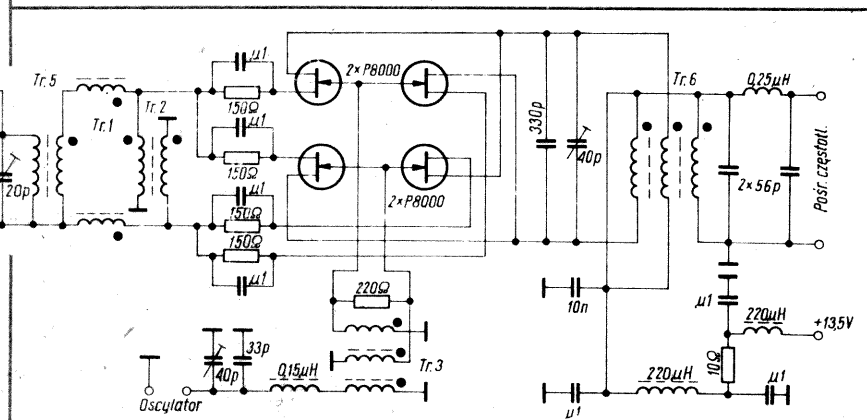 Tr.5
Tr.1
Tr.2
20p
µ1
150Ω
µ1
150Ω
µ1
150Ω
150Ω
µ1
2×P8000
2×P8000
330p
40p
Tr.6
0,25µH
2×56p
Pośr. częstotl.
220Ω
Tr.3
33p
40p
0,15µH
Oscylator
10n
µ1
µ1
220µH
+13,5V
10Ω
220µH
µ1